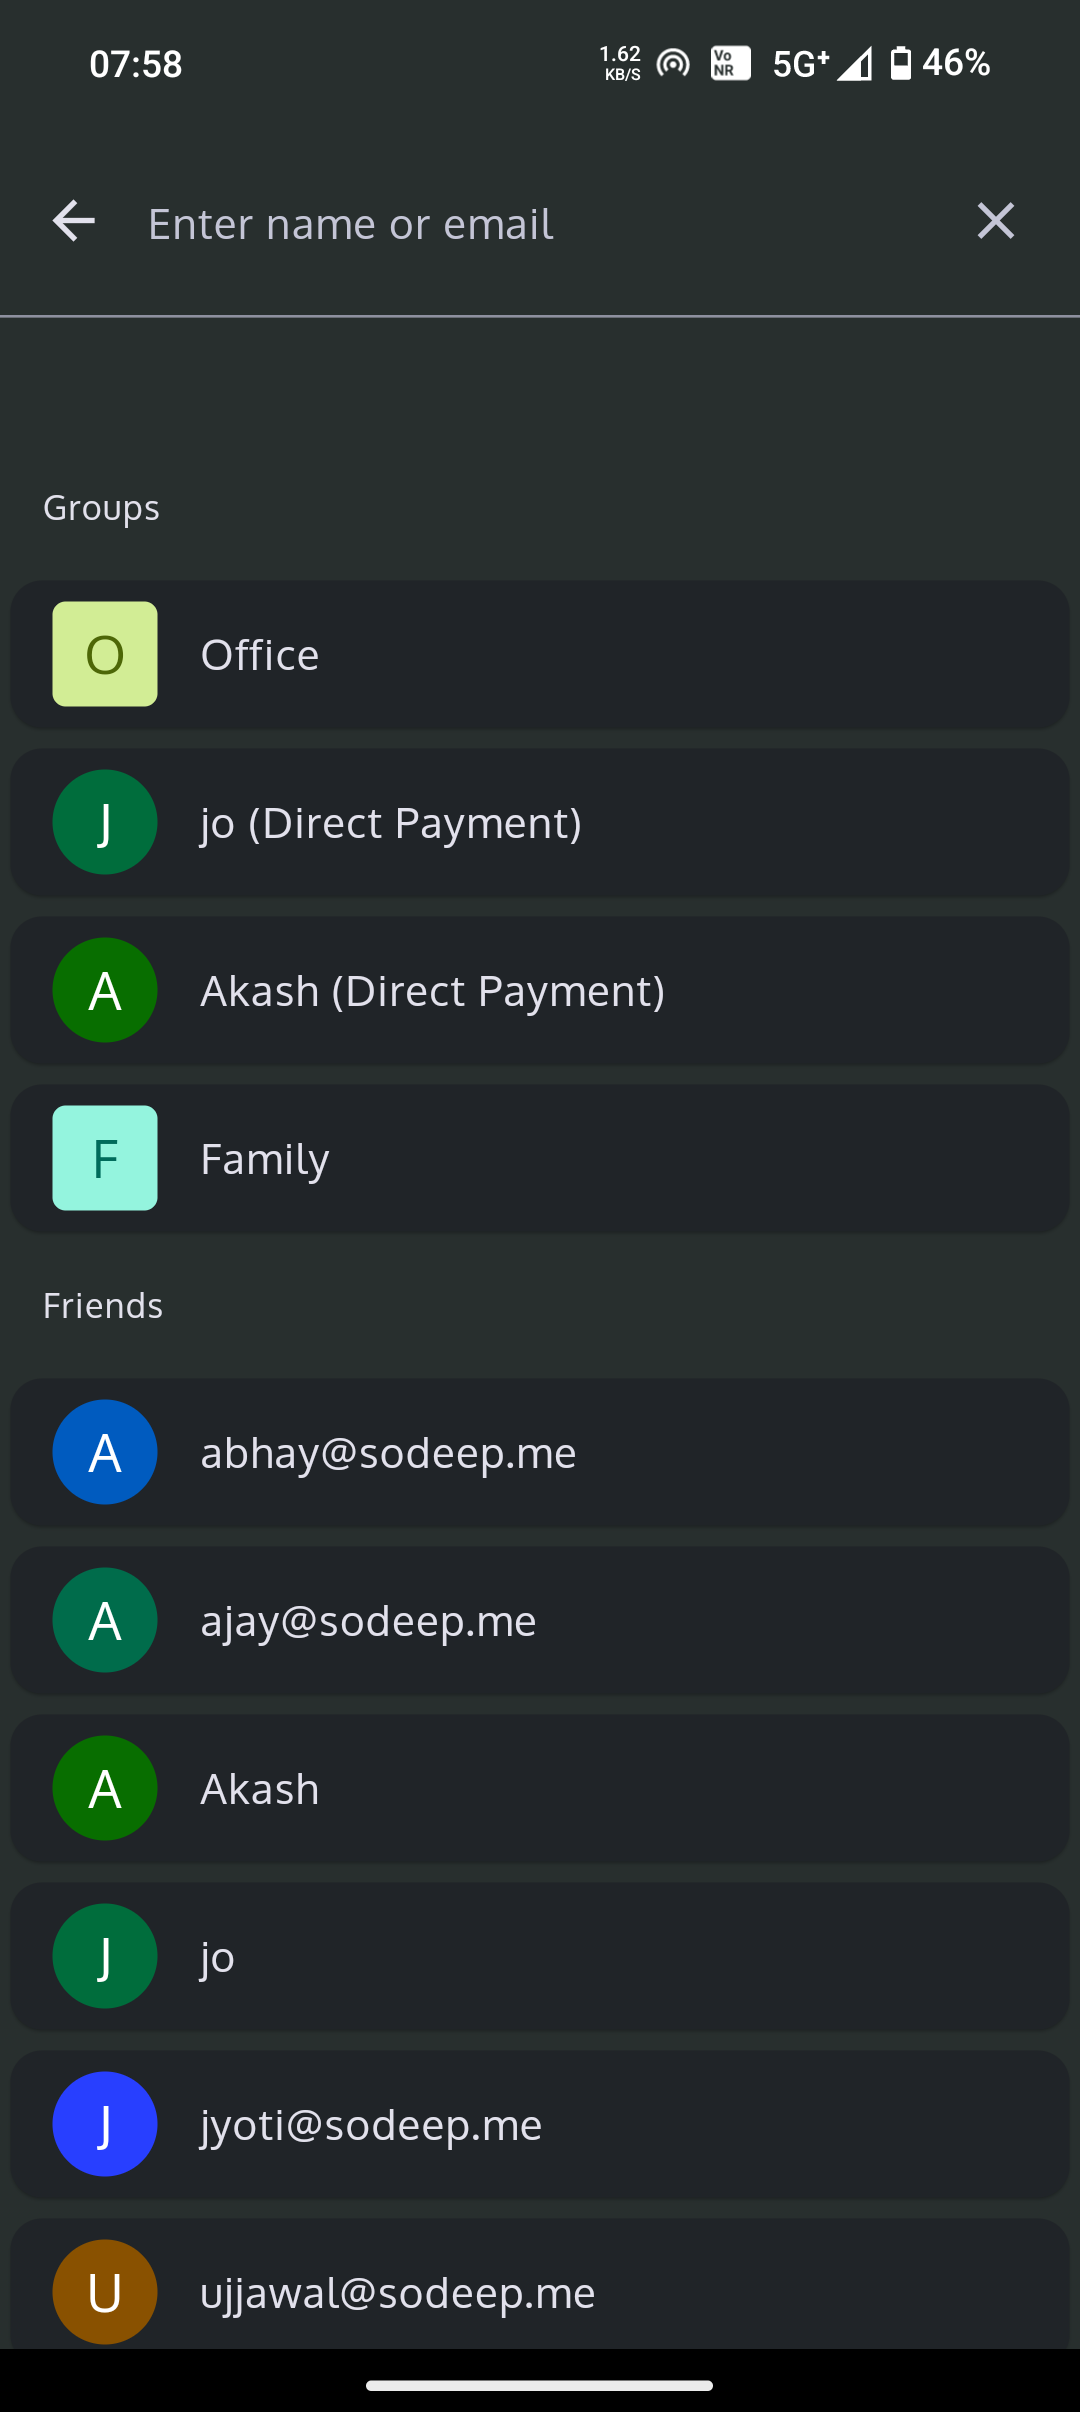 07:58
1.62
KB/S
Vo
NR
5G+
46%
Enter name or email
Groups
O
Office
J
jo (Direct Payment)
A
Akash (Direct Payment)
F
Family
Friends
A
abhay@sodeep.me
A
ajay@sodeep.me
A
Akash
J
jo
J
jyoti@sodeep.me
U
ujjawal@sodeep.me